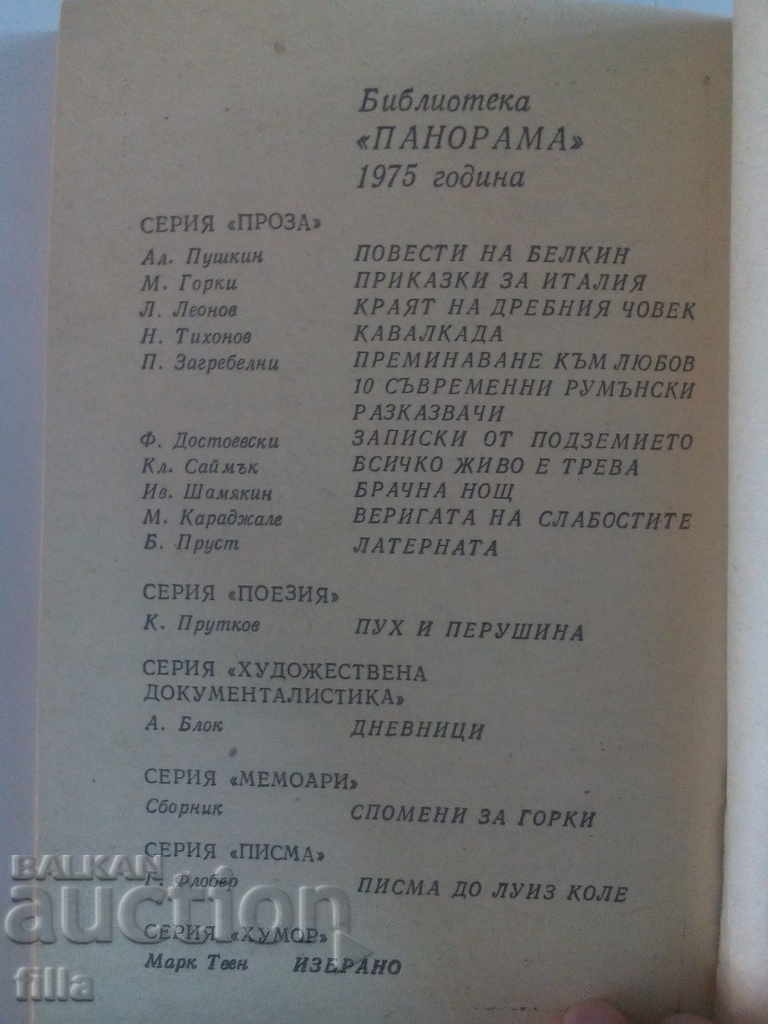 Библиотека
«ПАНОРАМА»
1975 година
СЕРИЯ «ПРОЗА»
Ал. Пушкин ПОВЕСТИ НА БЕЛКИН
М. Горки ПРИКАЗКИ ЗА ИТАЛИЯ
Л. Леонов КРАЯТ НА ДРЕБНИЯ ЧОВЕК
Н. Тихонов КАВАЛКАДА
П. Загребелни ПРЕМИНАВАНЕ КЪМ ЛЮБОВ
10 СЪВРЕМЕННИ РУМЪНСКИ
РАЗКАЗВАЧИ
Ф. Достоевски ЗАПИСКИ ОТ ПОДЗЕМИЕТО
Кл. Саймък ВСИЧКО ЖИВО Е ТРЕВА
Ив. Шамякин БРАЧНА НОЩ
М. Караджале ВЕРИГАТА НА СЛАБОСТИТЕ
Б. Пруст ЛАТЕРНАТА
СЕРИЯ «ПОЕЗИЯ»
К. Прутков ПУХ И ПЕРУШИНА
СЕРИЯ «ХУДОЖЕСТВЕНА
ДОКУМЕНТАЛИСТИКА»
А. Блок ДНЕВНИЦИ
СЕРИЯ «МЕМОАРИ»
Сборник СПОМЕНИ ЗА ГОРКИ
СЕРИЯ «ПИСМА»
Г. Флобер ПИСМА ДО ЛУИЗ КОЛЕ
СЕРИЯ «ХУМОР»
Марк Твен ИЗБРАНО
BALKAN
auction
filla